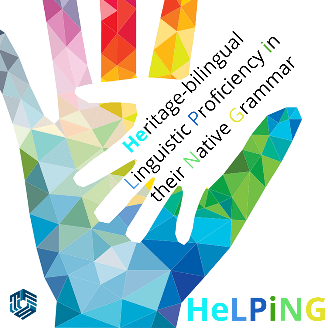 Heritage-bilingual
Linguistic Proficiency in
their Native Grammar
HeLPiNG